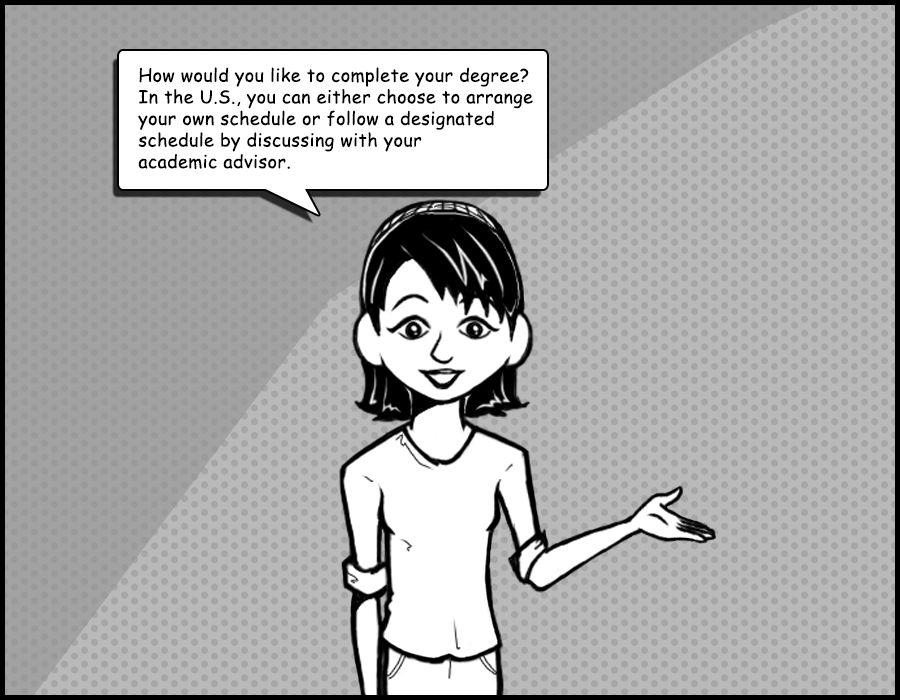 How would you like to complete your degree?
In the U.S., you can either choose to arrange
your own schedule or follow a designated
schedule by discussing with your
academic advisor.